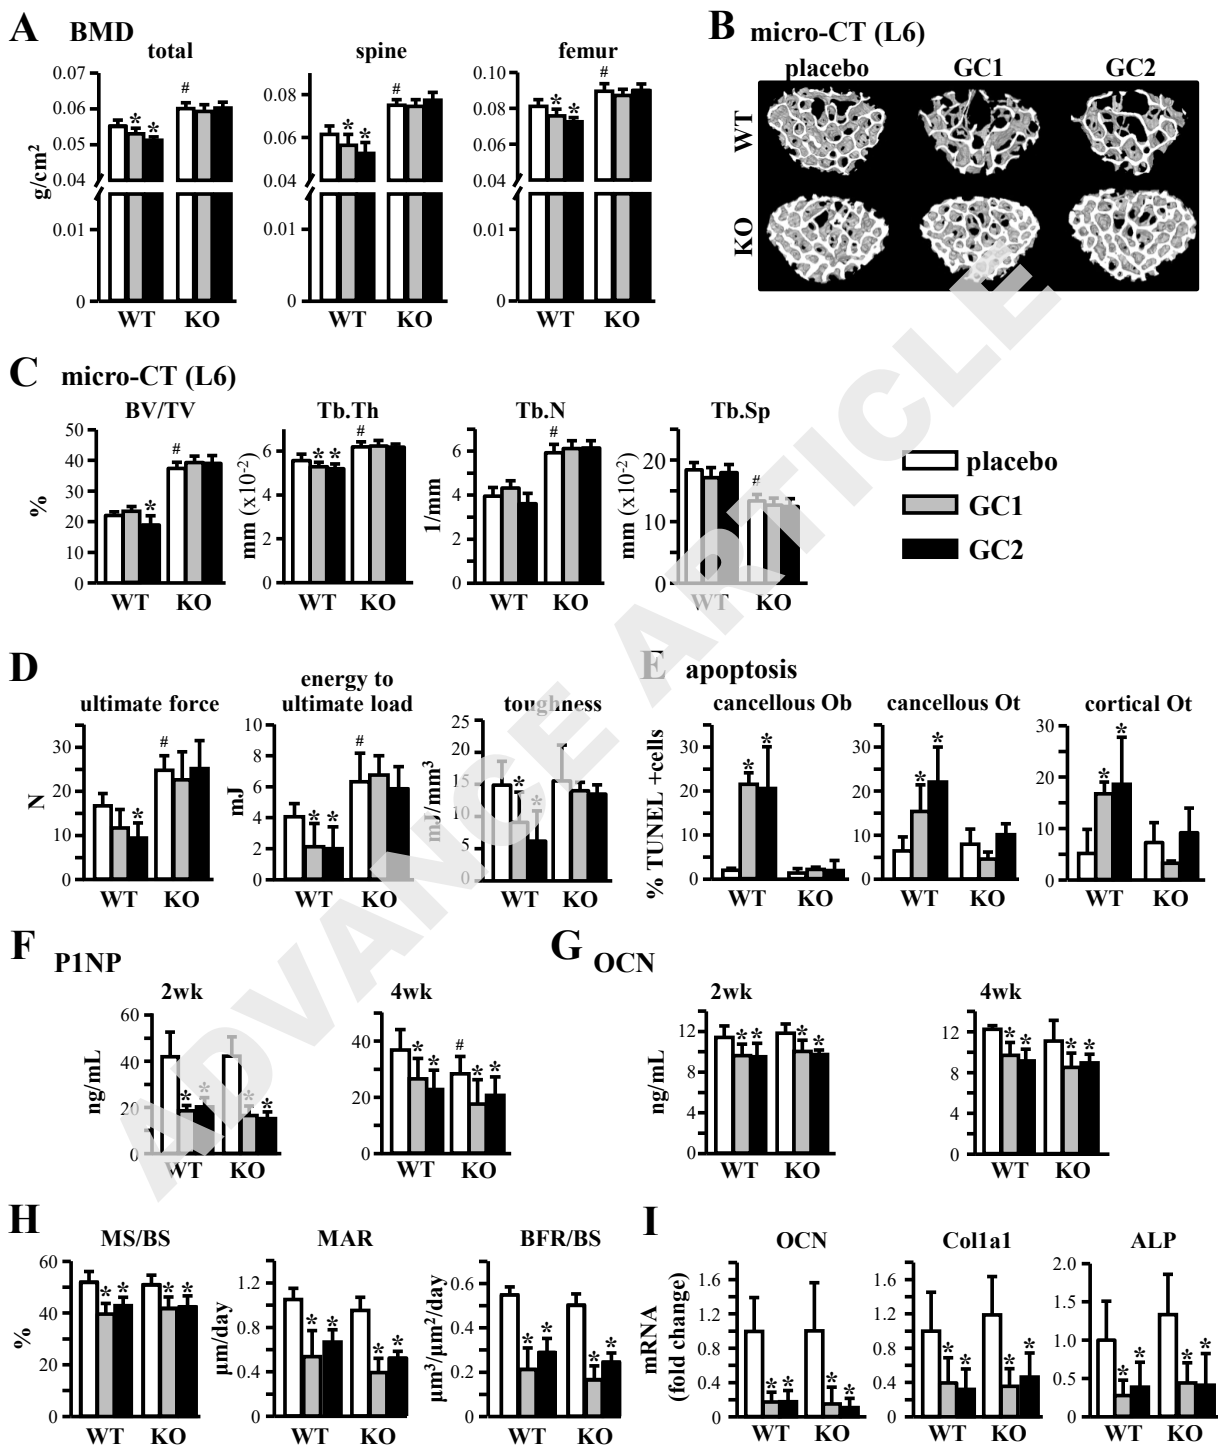 A BMD
total spine femur
g/cm2
0.07 0.06 0.05 0.04 0.01 0
0.08 0.06 0.04 0.01 0
0.10 0.08 0.06 0.04 0.01 0
* * #
* * #
* * #
WT KO WT KO WT KO
B micro-CT (L6)
placebo GC1 GC2
WT
KO
C micro-CT (L6)
BV/TV Tb.Th Tb.N Tb.Sp
%
50 40 30 20 10 0
mm (x10-2)
6 4 2 0
1/mm
6 4 2 0
mm (x10-2)
20 10 0
* #
* * #
#
#
WT KO WT KO WT KO WT KO
placebo
GC1
GC2
D
ultimate force
energy to
ultimate load
toughness
N
30 20 10 0
mJ
10 8 6 4 2 0
mJ/mm3
25 20 15 10 5 0
* #
* * #
* *
WT KO WT KO WT KO
E apoptosis
cancellous Ob cancellous Ot cortical Ot
% TUNEL +cells
30 20 10 0
30 20 10 0
30 20 10 0
* *
* *
* *
WT KO WT KO WT KO
F P1NP
2wk 4wk
ng/mL
60 40 20 0
40 20 0
* * * *
* * # * *
WT KO WT KO
G OCN
2wk 4wk
ng/mL
12 9 6 3 0
12 8 4 0
* * * *
* * * *
WT KO WT KO
H
MS/BS MAR BFR/BS
%
60 40 20 0
μm/day
1.2 0.8 0.4 0
μm3/μm2/day
0.6 0.4 0.2 0
* * * *
* * * *
* * * *
WT KO WT KO WT KO
I
OCN Col1a1 ALP
mRNA
(fold change)
1.6 1.2 0.8 0.4 0
1.6 1.2 0.8 0.4 0
2.0 1.5 1.0 0.5 0
* * * *
* * * *
* * * *
WT KO WT KO WT KO
ADVANCE ARTICLE